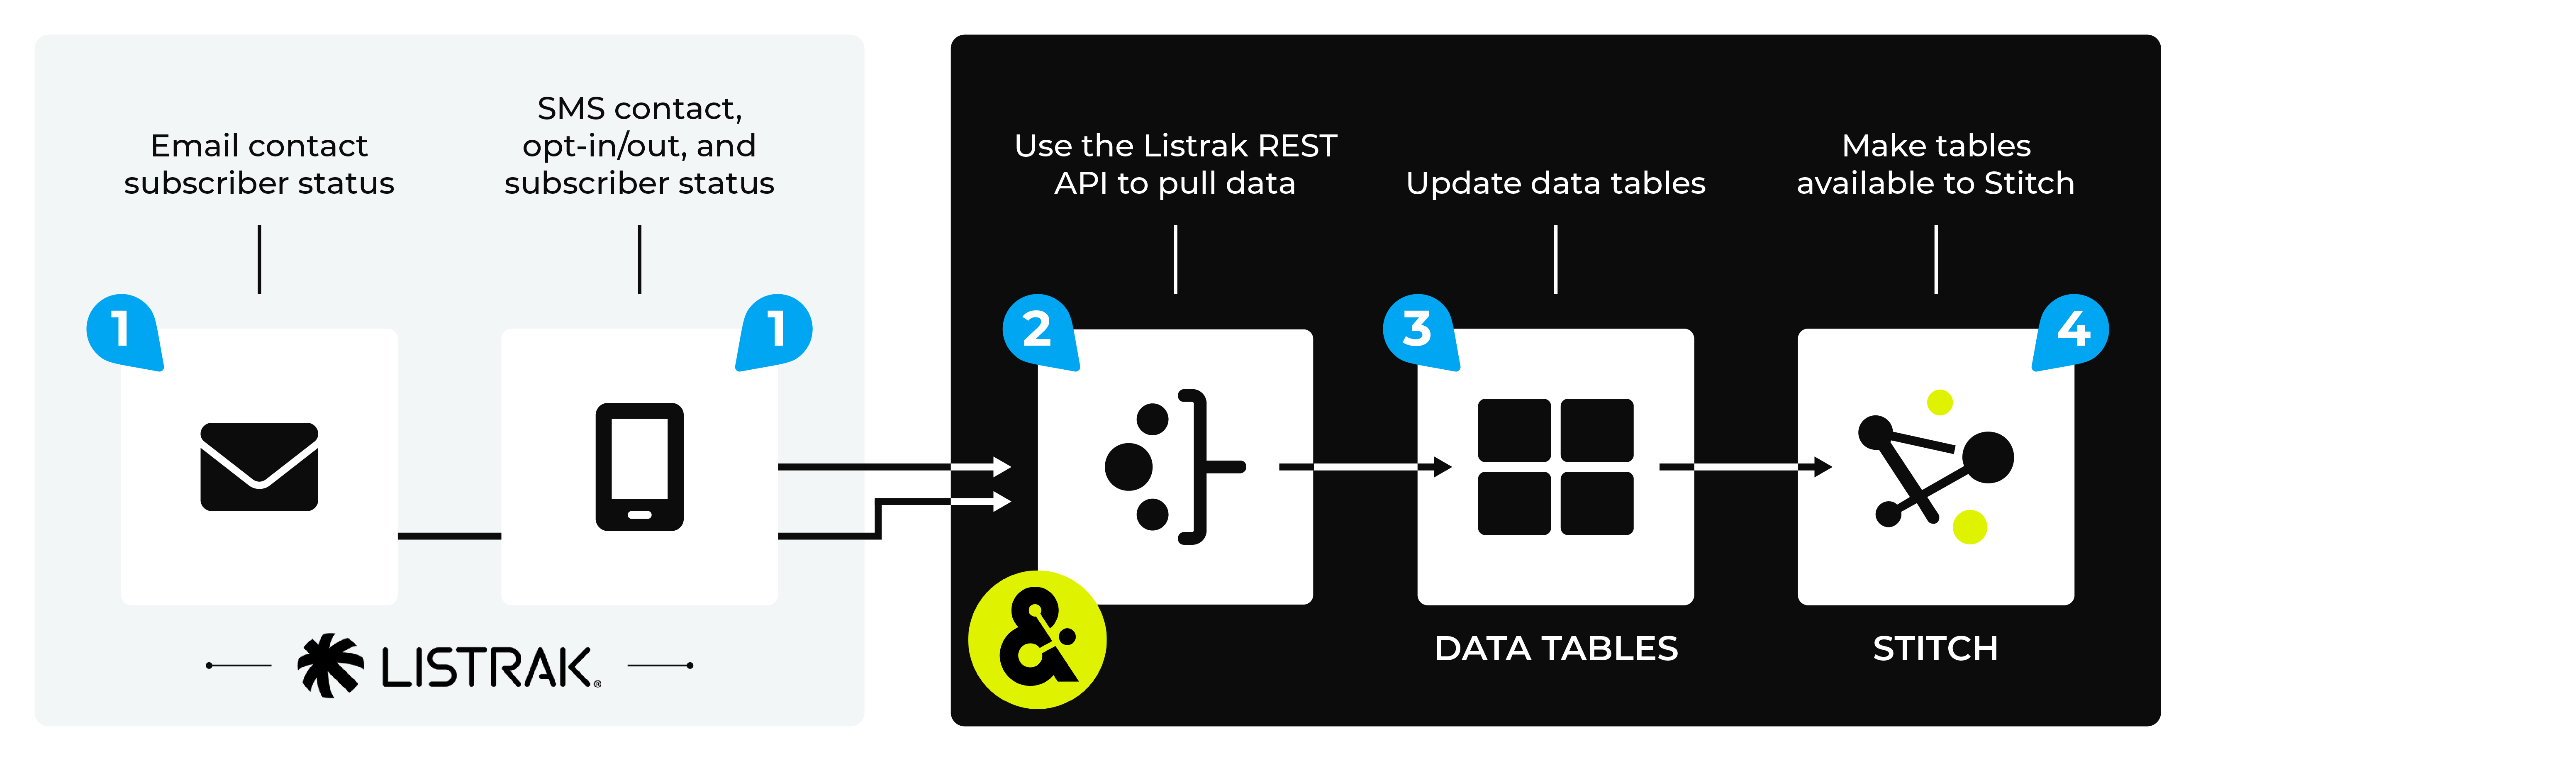 Email contact
subscriber status
SMS contact,
opt-in/out, and
subscriber status
1
1
LISTRAK®
Use the Listrak REST
API to pull data
Update data tables
Make tables
available to Stitch
2
3
4
&
DATA TABLES
STITCH